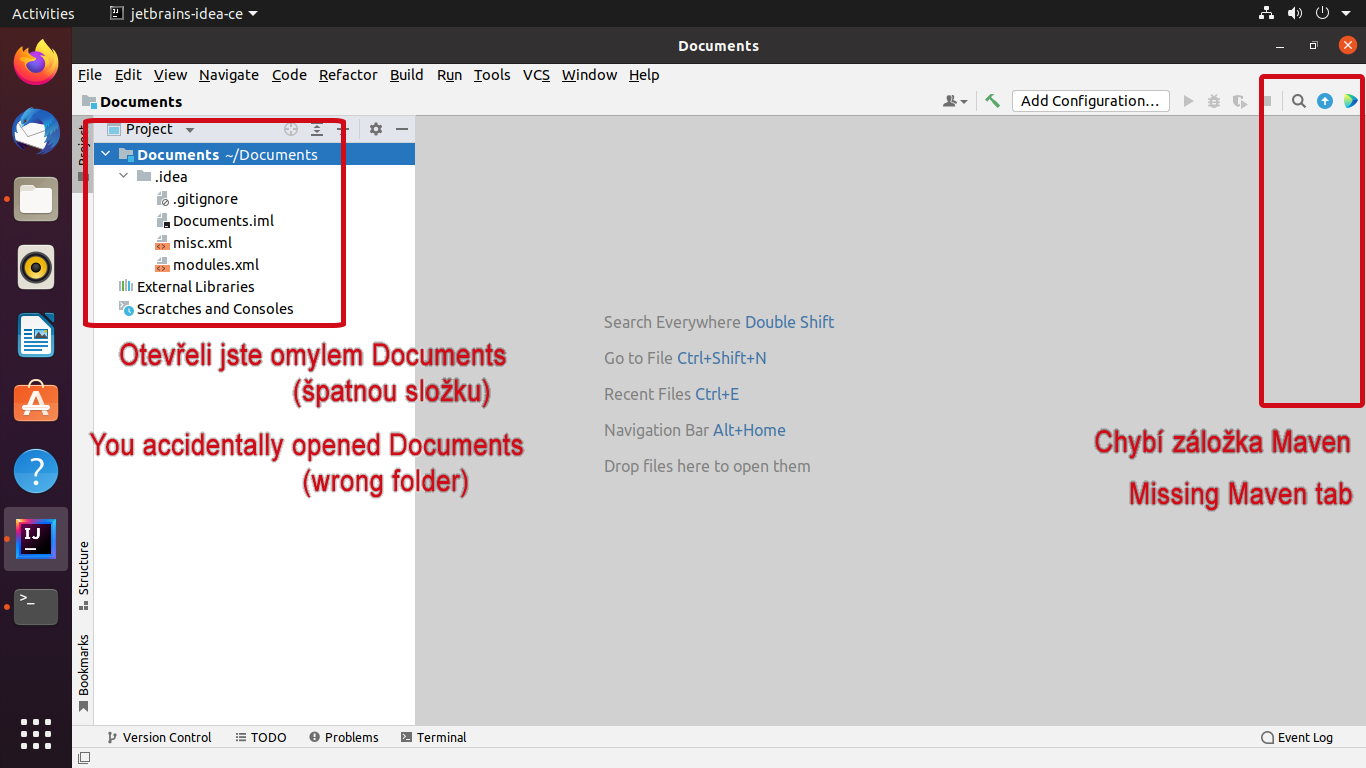 Activities
jetbrains-idea-ce
Documents
File Edit View Navigate Code Refactor Build Run Tools VCS Window Help
Documents
Add Configuration...
Project
Project
Documents ~/Documents
.idea
.gitignore
Documents.iml
misc.xml
modules.xml
External Libraries
Scratches and Consoles
Otevřeli jste omylem Documents
(špatnou složku)
You accidentally opened Documents
(wrong folder)
Search Everywhere Double Shift
Go to File Ctrl+Shift+N
Recent Files Ctrl+E
Navigation Bar Alt+Home
Drop files here to open them
Chybí záložka Maven
Missing Maven tab
Structure
Bookmarks
Version Control
TODO
Problems
Terminal
Event Log